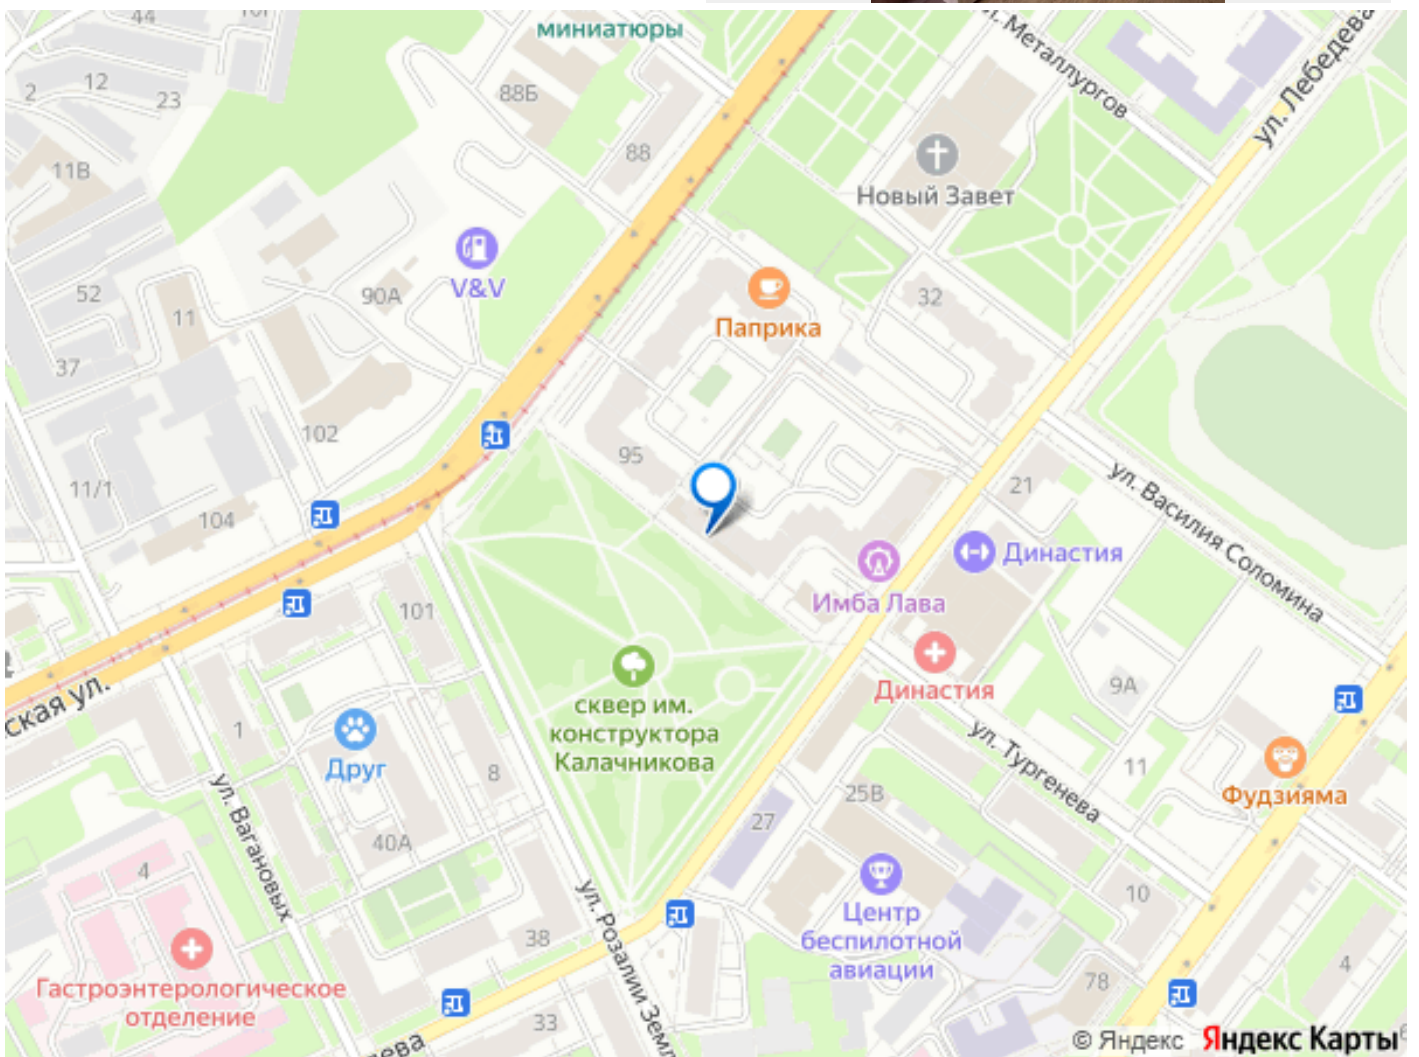 44
миниатюры
ул. Металлургов
ул. Лебедева
2
12
23
88Б
88
11В
Новый Завет
V&V
52
90А
11
Паприка
32
37
102
95
11/1
104
21
ул. Василия Соломина
Династия
Имба Лава
101
Династия
9А
ская ул.
сквер им.
конструктора
Калачникова
1
Друг
8
ул. Тургенева
11
25В
Фудзияма
27
40А
4
ул. Вагановых
10
Центр
беспилотной
авиации
38
ул. Розалии Земл
78
4
Гастроэнтерологическое
отделение
33
ева
© Яндекс Яндекс Карты